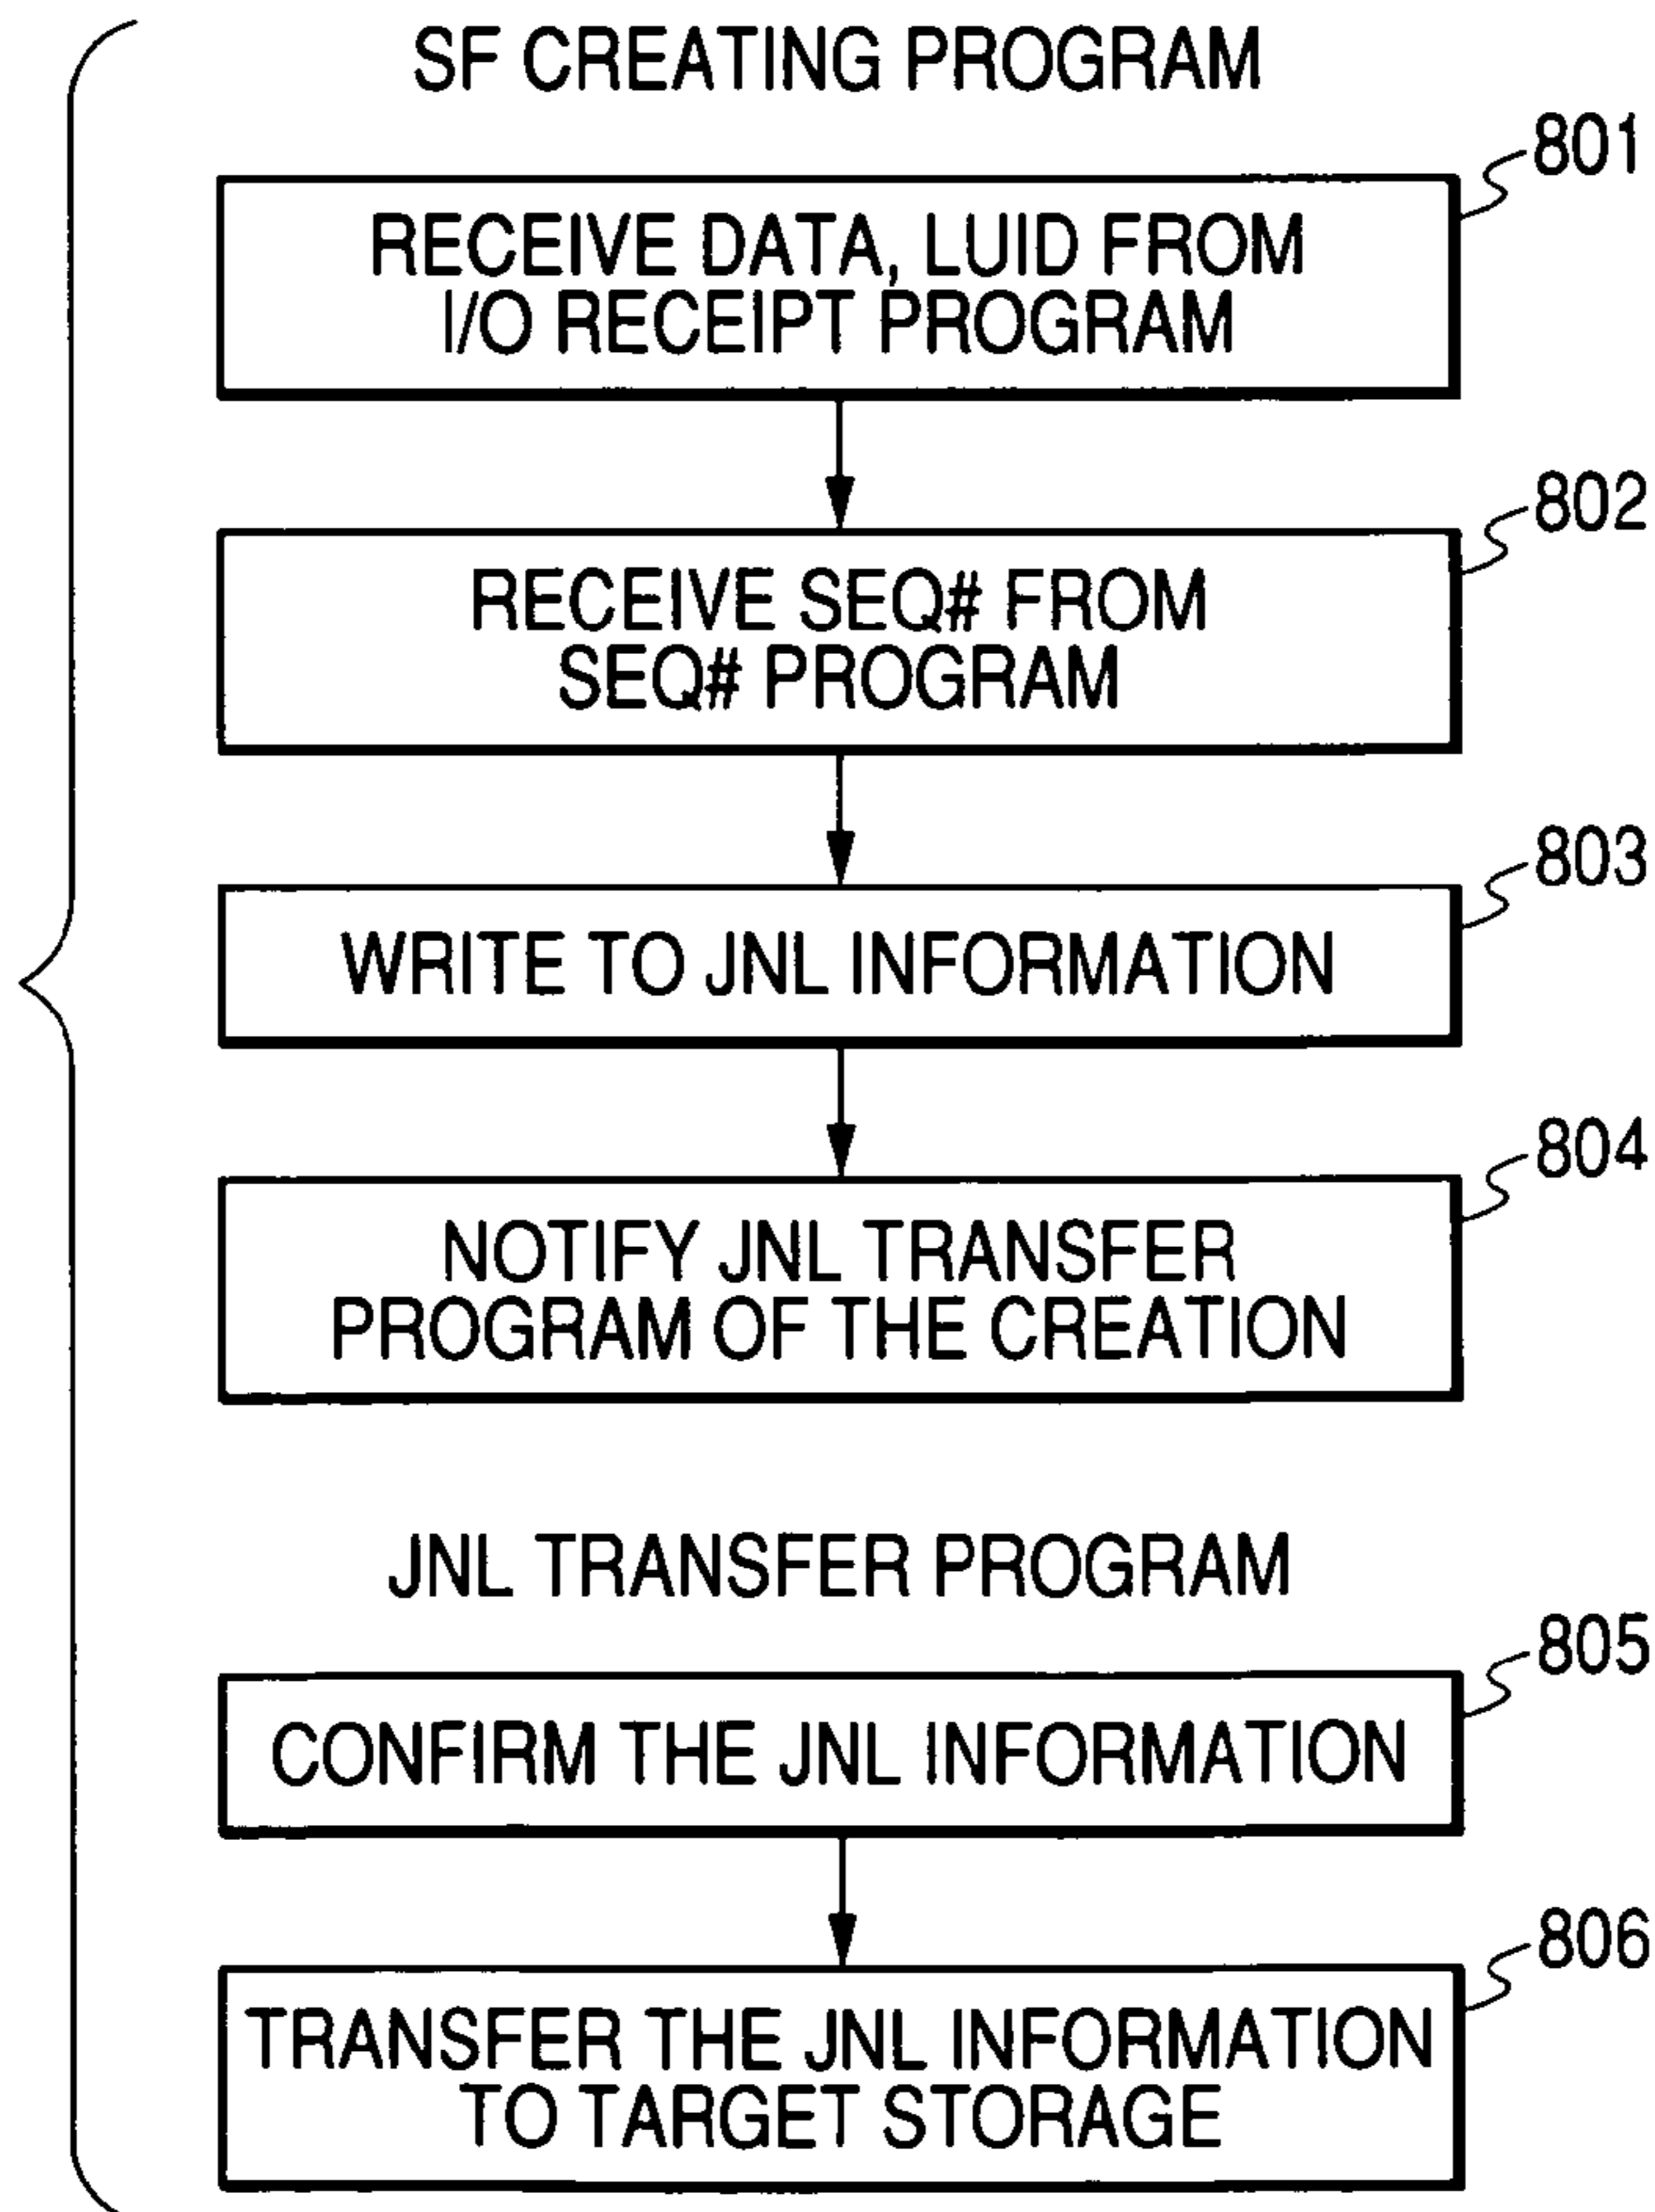 SF CREATING PROGRAM
801
RECEIVE DATA, LUID FROM
I/O RECEIPT PROGRAM
802
RECEIVE SEQ# FROM
SEQ# PROGRAM
803
WRITE TO JNL INFORMATION
804
NOTIFY JNL TRANSFER
PROGRAM OF THE CREATION
JNL TRANSFER PROGRAM
805
CONFIRM THE JNL INFORMATION
806
TRANSFER THE JNL INFORMATION
TO TARGET STORAGE